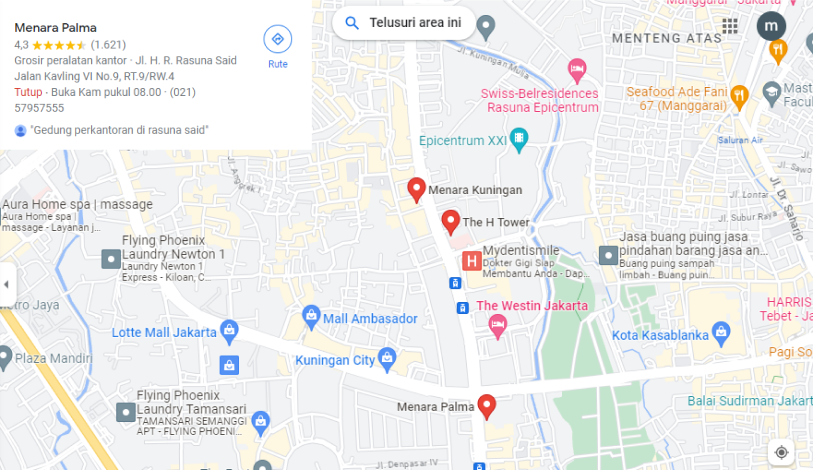 Menara Palma
4,3 (1.621)
Grosir peralatan kantor · Jl. H. R. Rasuna Said
Jalan Kavling VI No.9, RT.9/RW.4
Tutup · Buka Kam pukul 08.00 · (021)
57957555
"Gedung perkantoran di rasuna said"
Rute
Telusuri area ini
m
Manggarai - Jakarta
MENTENG ATAS
Jl. Kuningan Musa
Swiss-Belresidences
Rasuna Epicentrum
Seafood Ade Fani
67 (Manggarai)
Epicentrum XXI
Saluran Air
Menara Kuningan
Jl. Lontar
Jl. Dr Saharjo
Jl. Subur Raya
The H Tower
Aura Home spa | massage
Aura Home spa |
massage - Layanan j...
Flying Phoenix
Laundry Newton 1
Laundry Newton 1
Express - Kiloan, C...
H
Mydentismile
Dokter Gigi Siap
Membantu Anda - Dap...
Jasa buang puing jasa
pindahan barang jasa an...
Buang puing sampah
limbah - Buang puin...
The Westin Jakarta
HARRIS
Tebet - Ja
Mall Ambasador
Lotte Mall Jakarta
Kota Kasablanka
Plaza Mandiri
Kuningan City
Pagi So
Flying Phoenix
Laundry Tamansari
TAMANSARI SEMANGGI
APT - FLYING PHOENI...
Menara Palma
Balai Sudirman Jakart
Jl. Denpasar IV